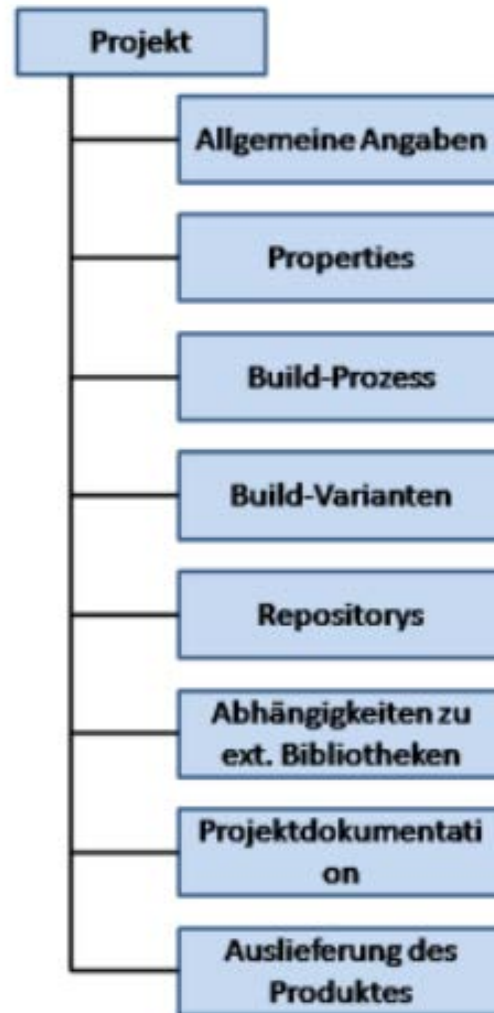 Projekt
Allgemeine Angaben
Properties
Build-Prozess
Build-Varianten
Repositorys
Abhängigkeiten zu
ext. Bibliotheken
Projektdokumentati
on
Auslieferung des
Produktes